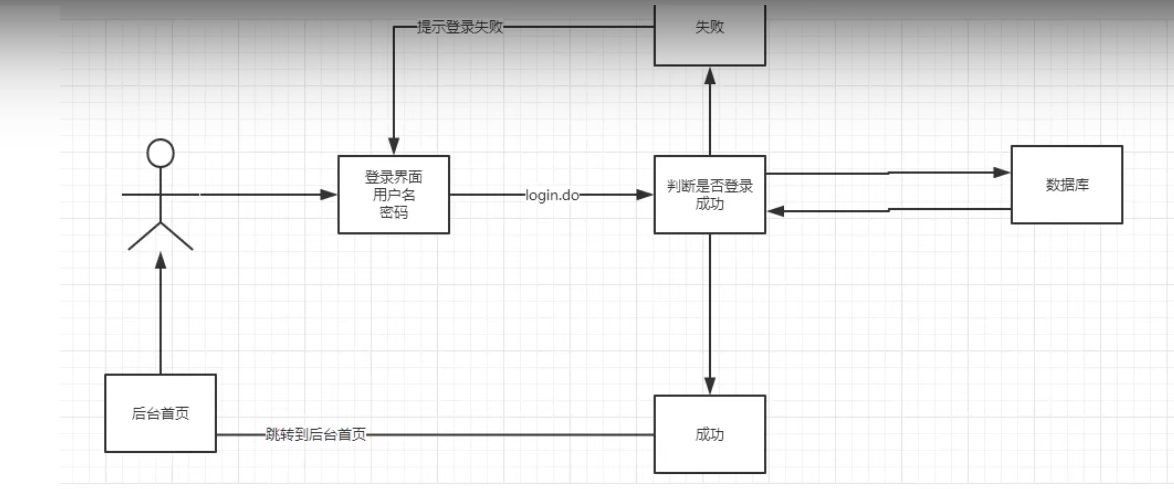 提示登录失败
失败
登录界面
用户名
密码
login.do
判断是否登录
成功
数据库
后台首页
跳转到后台首页
成功